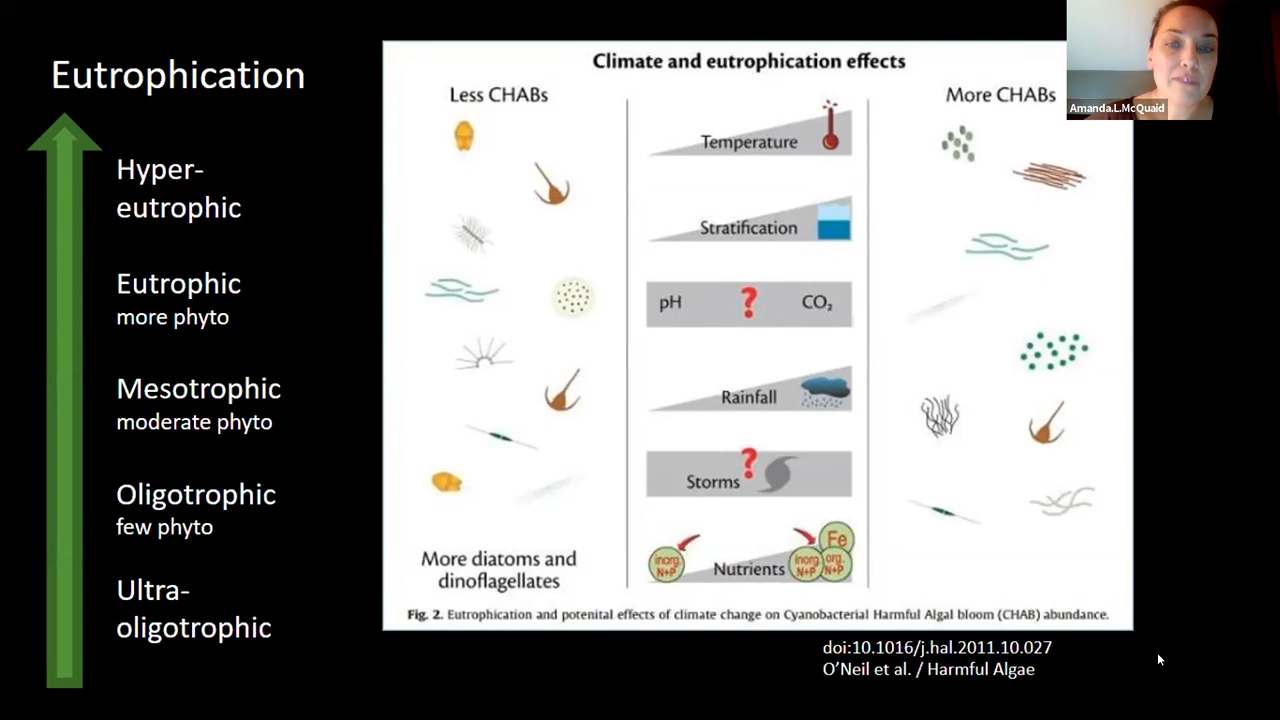 Eutrophication
Hyper-
eutrophic
Eutrophic
more phyto
Mesotrophic
moderate phyto
Oligotrophic
few phyto
Ultra-
oligotrophic
Climate and eutrophication effects
Less CHABs
More CHABs
Temperature
Stratification
pH ? CO₂
Rainfall
Storms ?
Fe
inorg. N+P
Nutrients
inorg. N+P
org. N+P
More diatoms and
dinoflagellates
Fig. 2. Eutrophication and potenital effects of climate change on Cyanobacterial Harmful Algal bloom (CHAB) abundance.
doi:10.1016/j.hal.2011.10.027
O'Neil et al. / Harmful Algae
Amanda.L.McQuaid